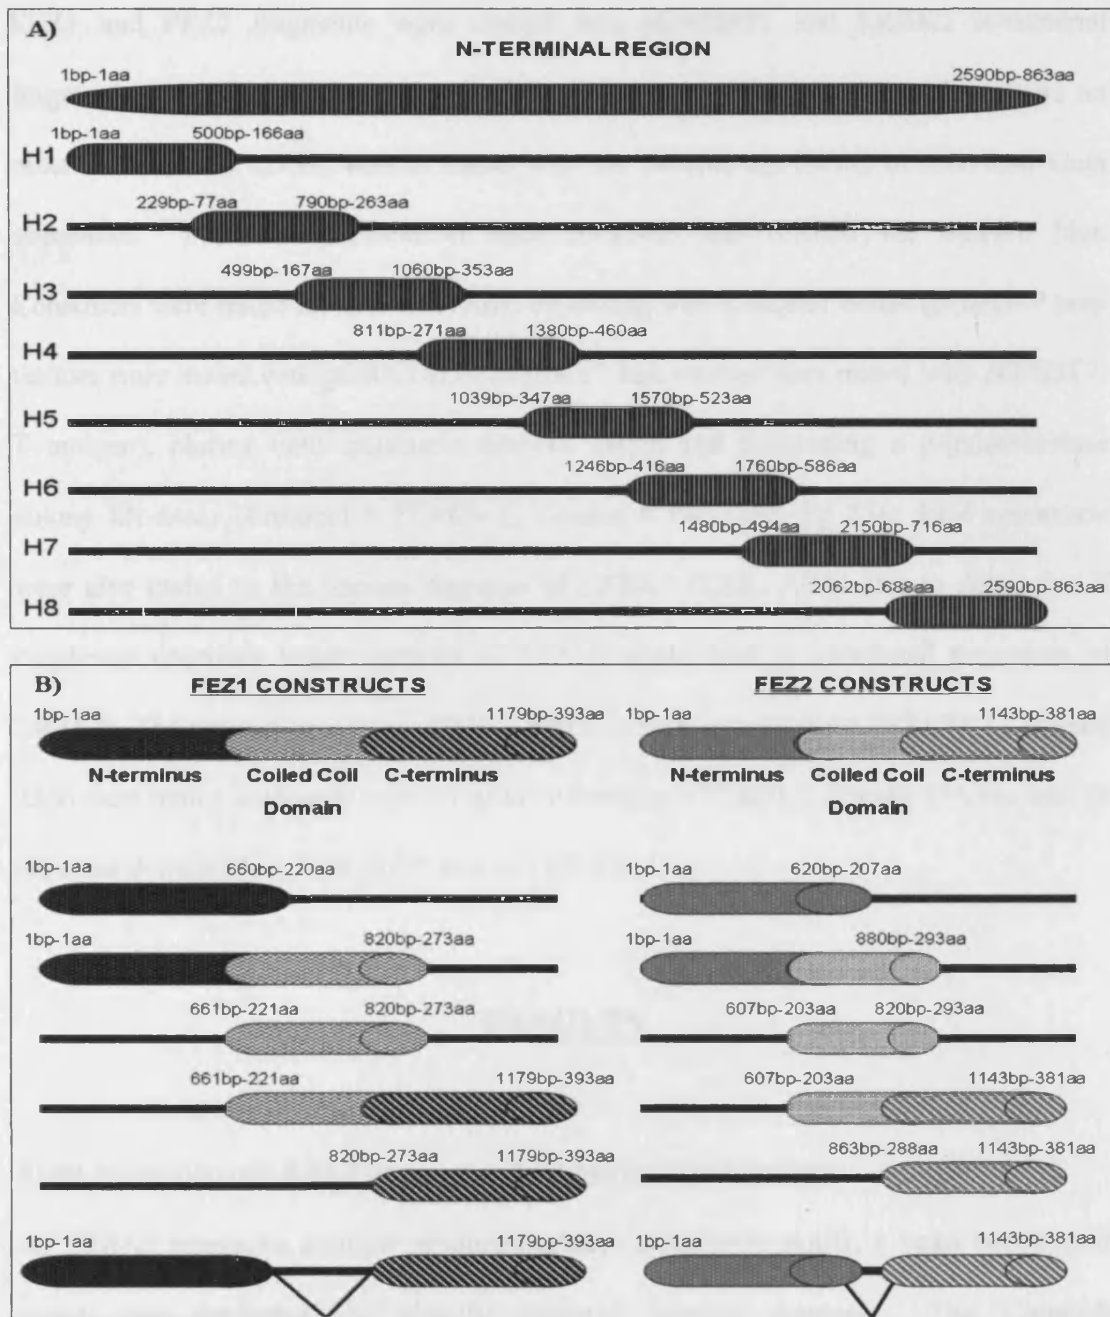 A)
N-TERMINAL REGION
1bp-1aa 2590bp-863aa
1bp-1aa 500bp-166aa
H1
229bp-77aa 790bp-263aa
H2
499bp-167aa 1060bp-353aa
H3
811bp-271aa 1380bp-460aa
H4
1039bp-347aa 1570bp-523aa
H5
1246bp-416aa 1760bp-586aa
H6
1480bp-494aa 2150bp-716aa
H7
2062bp-688aa 2590bp-863aa
H8
B)
FEZ1 CONSTRUCTS FEZ2 CONSTRUCTS
1bp-1aa 1179bp-393aa 1bp-1aa 1143bp-381aa
N-terminus Coiled Coil C-terminus N-terminus Coiled Coil C-terminus
Domain Domain
1bp-1aa 660bp-220aa 1bp-1aa 620bp-207aa
1bp-1aa 820bp-273aa 1bp-1aa 880bp-293aa
661bp-221aa 820bp-273aa 607bp-203aa 820bp-293aa
661bp-221aa 1179bp-393aa 607bp-203aa 1143bp-381aa
820bp-273aa 1179bp-393aa 863bp-288aa 1143bp-381aa
1bp-1aa 1179bp-393aa 1bp-1aa 1143bp-381aa